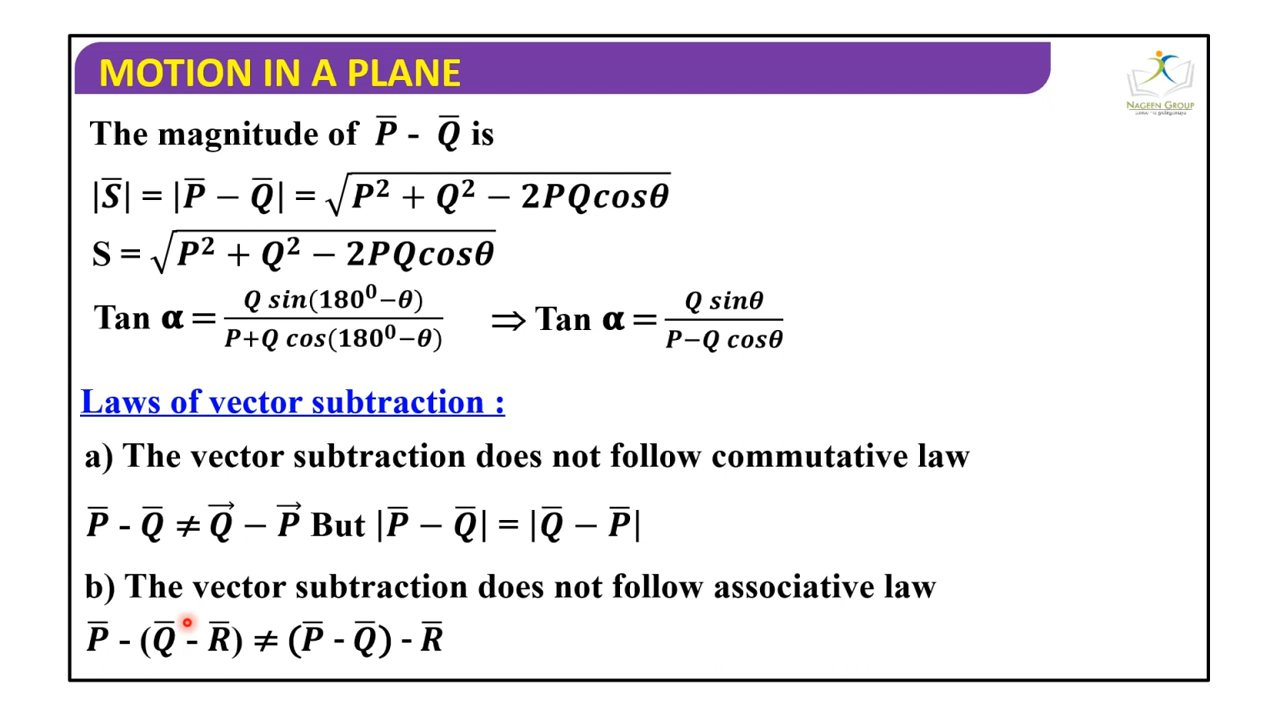 MOTION IN A PLANE
NAGEEN GROUP
The magnitude of P̅ - Q̅ is
|S̅| = |P̅ − Q̅| = √(P² + Q² − 2PQcosθ)
S = √(P² + Q² − 2PQcosθ)
Tan α = Q sin(180⁰−θ) / P+Q cos(180⁰−θ) ⇒ Tan α = Q sinθ / P−Q cosθ
Laws of vector subtraction :
a) The vector subtraction does not follow commutative law
P̅ - Q̅ ≠ Q⃗ − P⃗ But |P̅ − Q̅| = |Q̅ − P̅|
b) The vector subtraction does not follow associative law
P̅ - (Q̅ - R̅) ≠ (P̅ - Q̅) - R̅